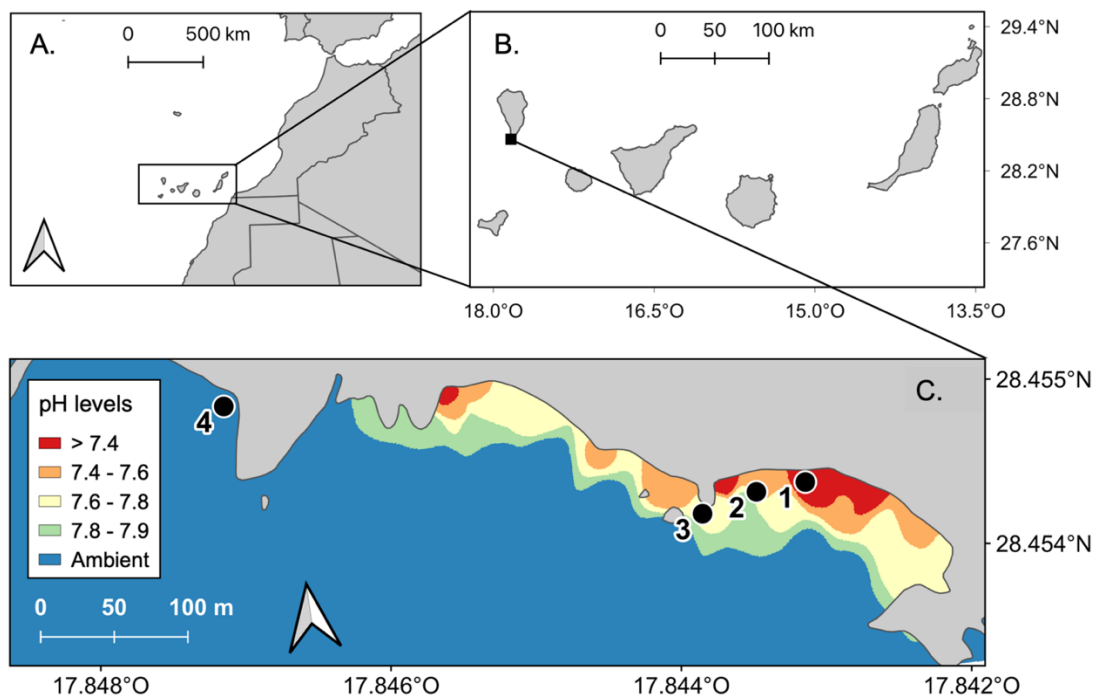 A.
0 500 km
B.
0 50 100 km
29.4°N
28.8°N
28.2°N
27.6°N
18.0°O 16.5°O 15.0°O 13.5°O
C.
pH levels
> 7.4
7.4 - 7.6
7.6 - 7.8
7.8 - 7.9
Ambient
4
3
2
1
0 50 100 m
28.455°N
28.454°N
17.848°O 17.846°O 17.844°O 17.842°O